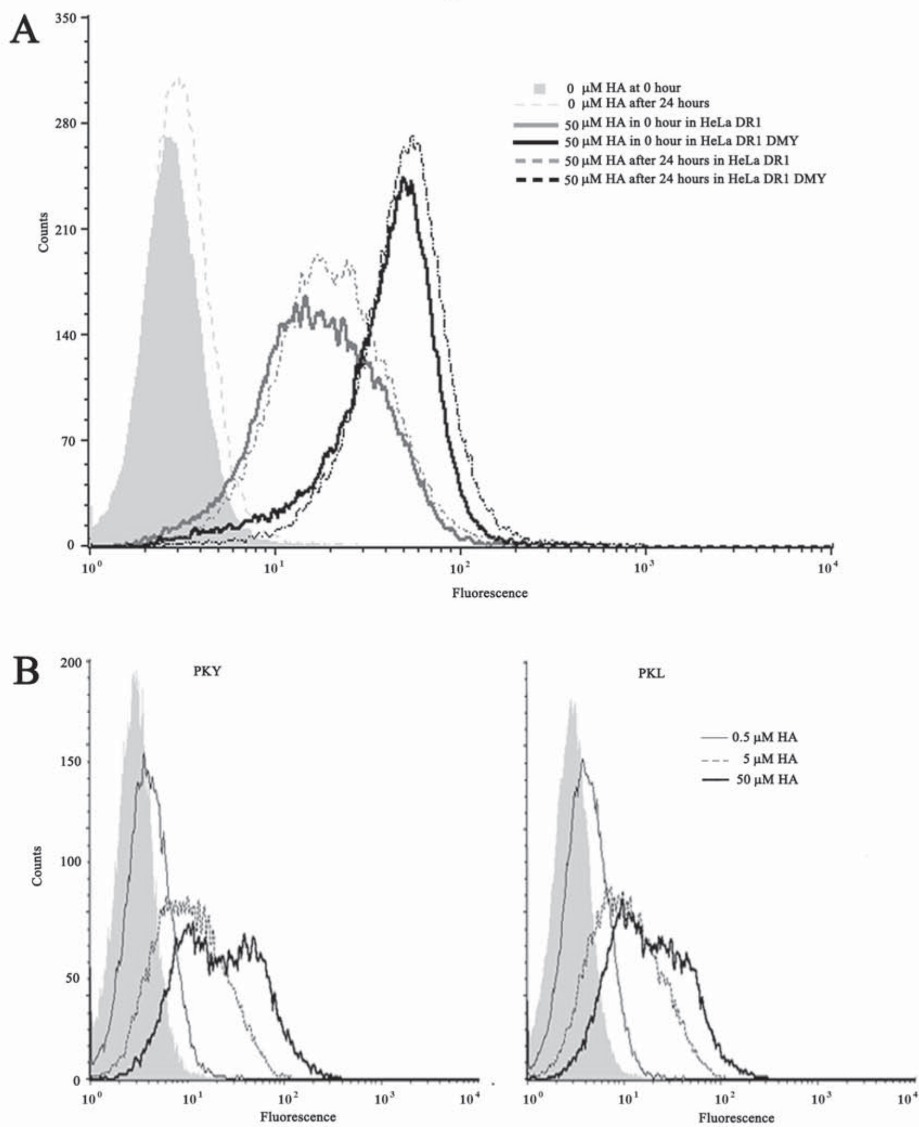 A
350
280
210
140
70
0
Counts
10⁰ 10¹ 10² 10³ 10⁴
Fluorescence
0 μM HA at 0 hour
0 μM HA after 24 hours
50 μM HA in 0 hour in HeLa DR1
50 μM HA in 0 hour in HeLa DR1 DMY
50 μM HA after 24 hours in HeLa DR1
50 μM HA after 24 hours in HeLa DR1 DMY
B
PKY
200
150
100
50
0
Counts
10⁰ 10¹ 10² 10³ 10⁴
Fluorescence
PKL
0.5 μM HA
5 μM HA
50 μM HA
10⁰ 10¹ 10² 10³ 10⁴
Fluorescence